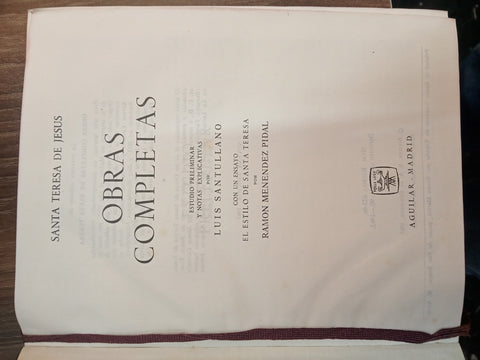 SANTA TERESA DE JESUS
OBRAS
COMPLETAS
ESTUDIO PRELIMINAR
Y NOTAS EXPLICATIVAS
POR
LUIS SANTULLANO
CON UN ENSAYO
EL ESTILO DE SANTA TERESA
POR
RAMON MENENDEZ PIDAL
AGUILAR - MADRID